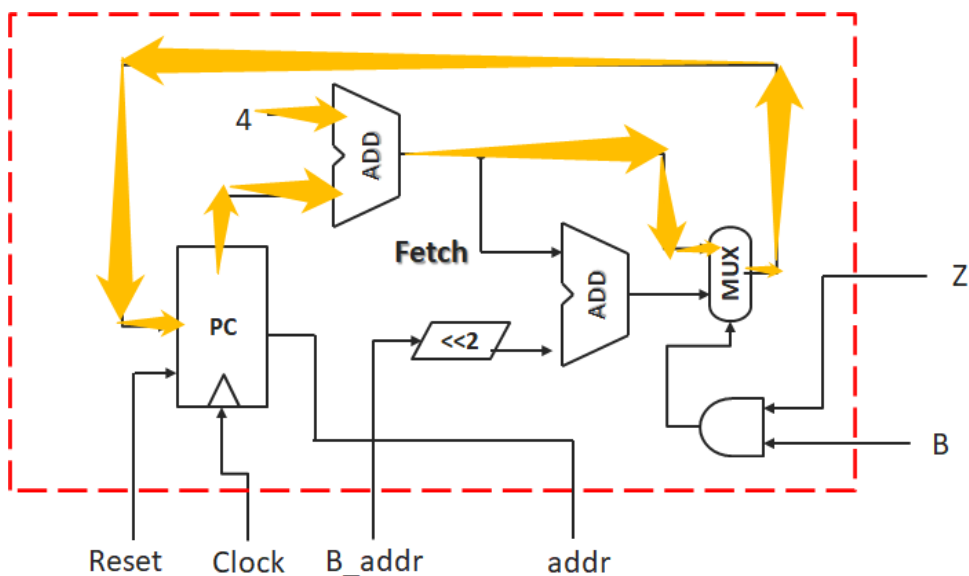 4
ADD
Fetch
ADD
MUX
Z
PC
<<2
B
Reset
Clock
B_addr
addr